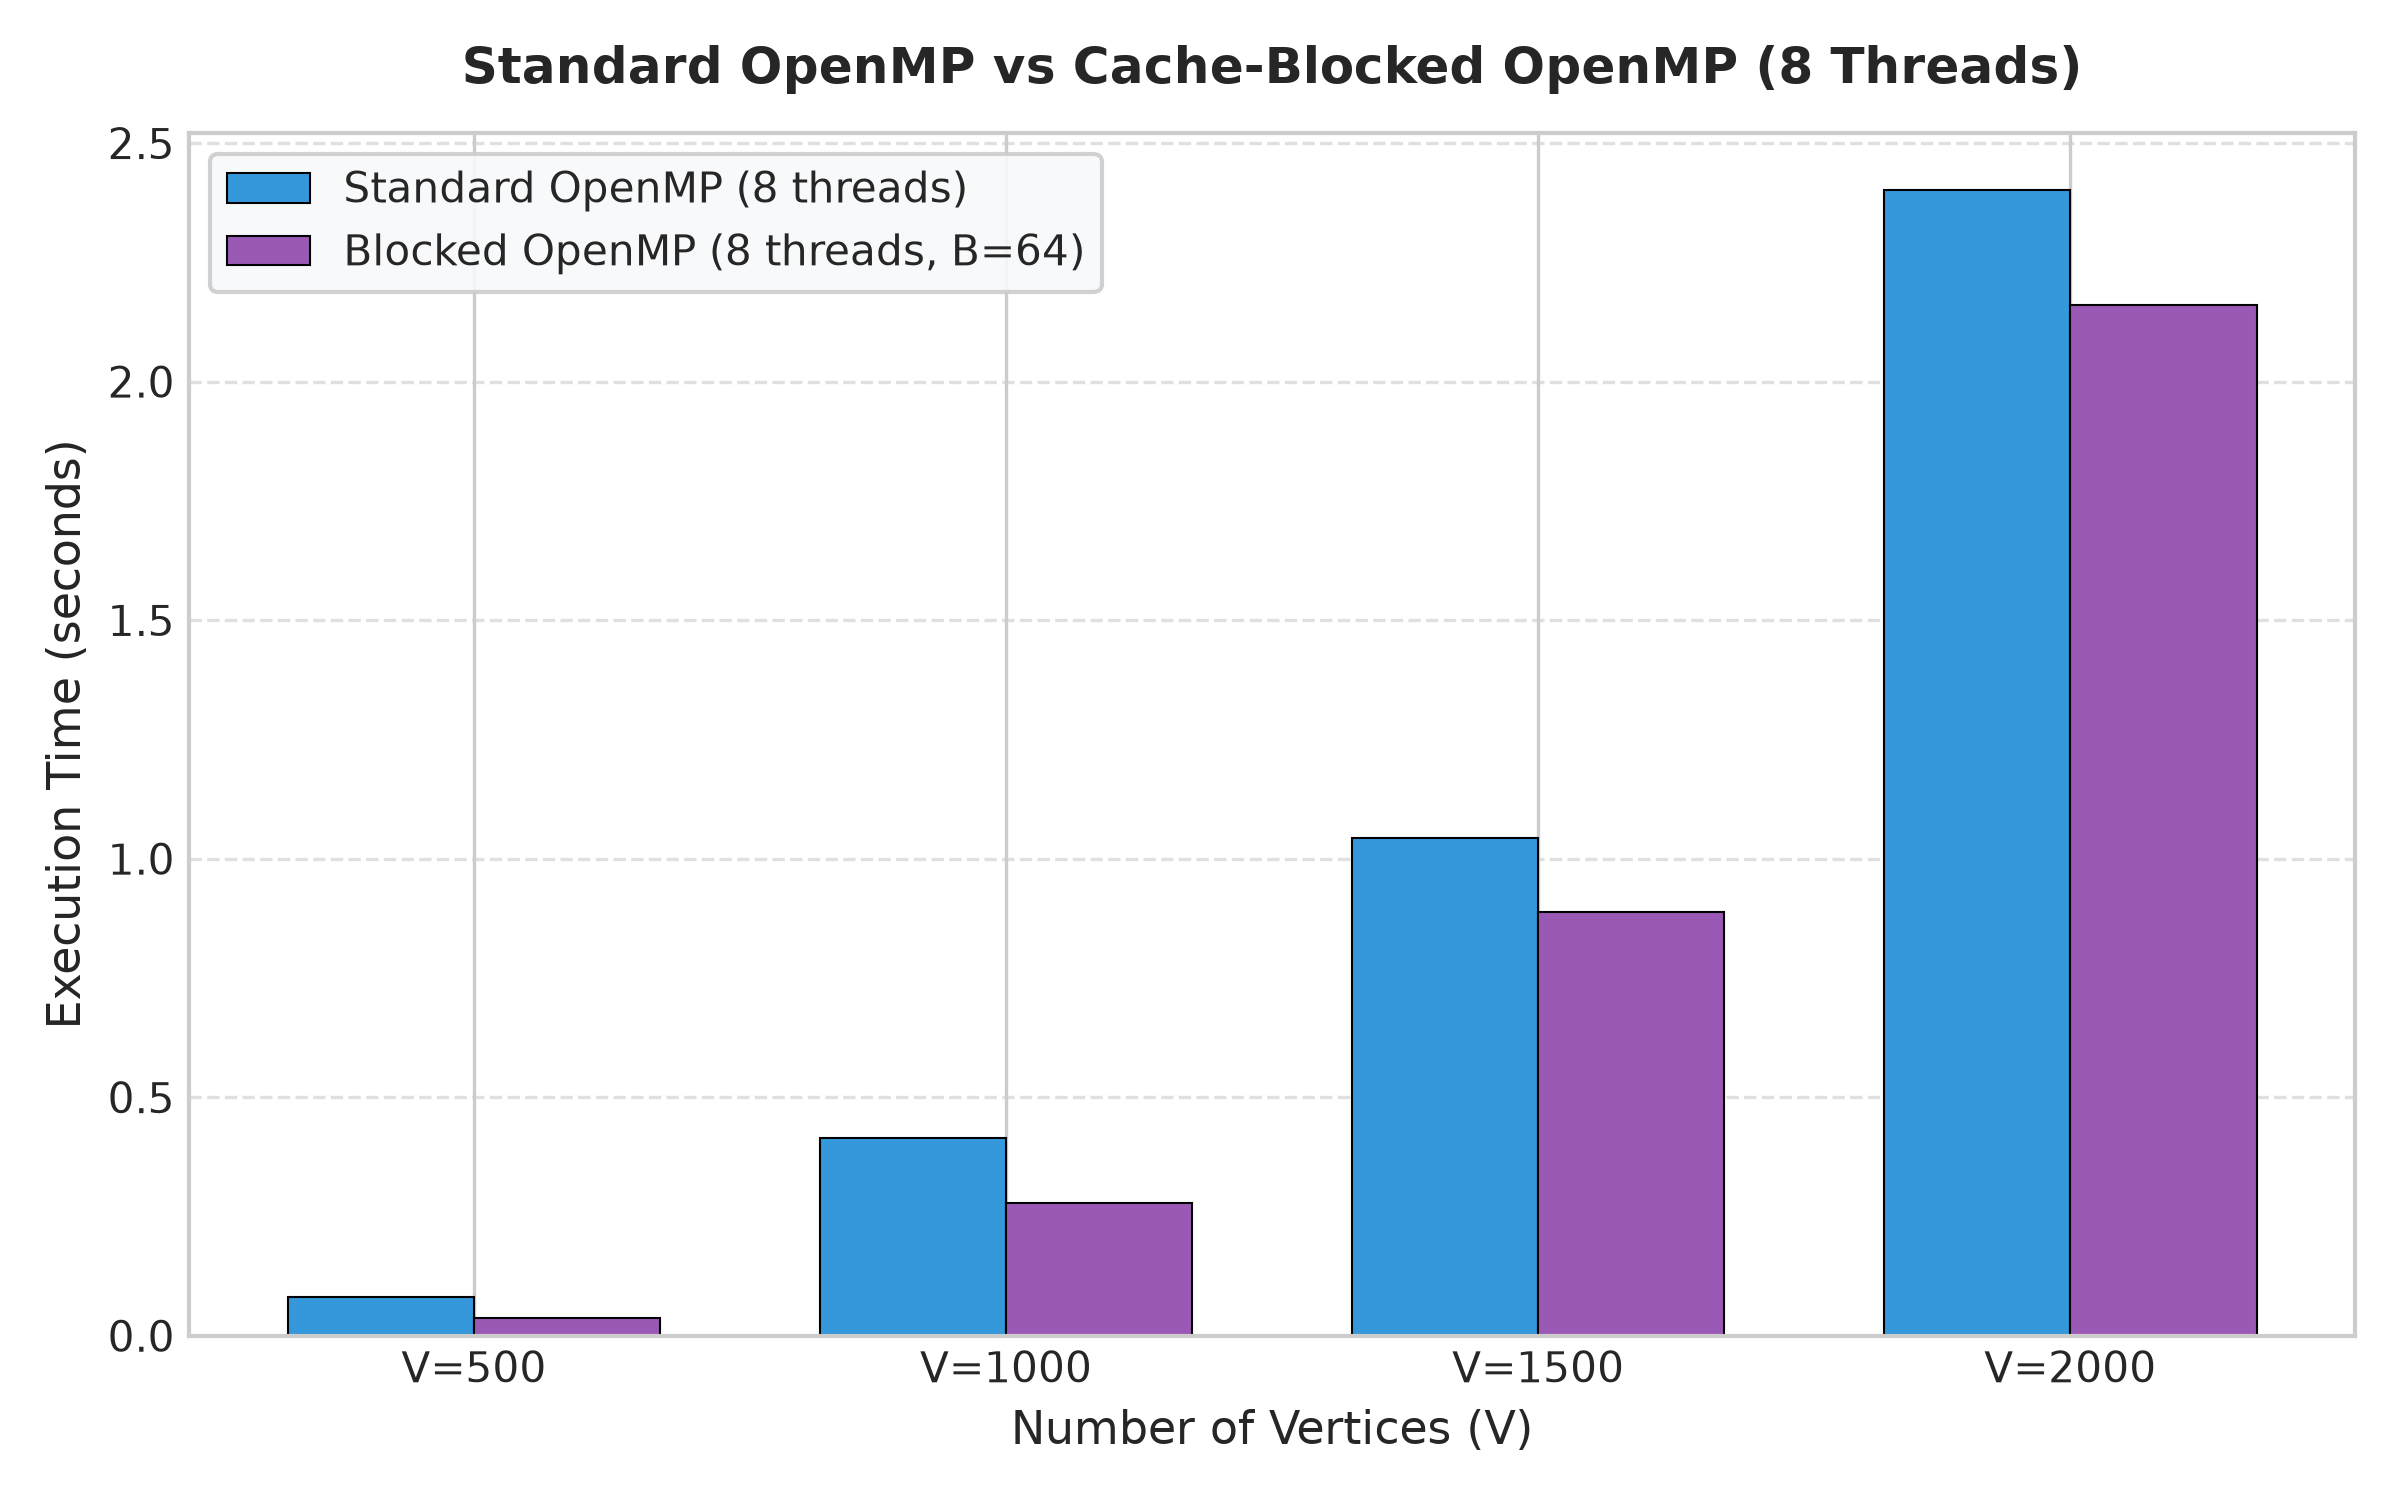 Standard OpenMP vs Cache-Blocked OpenMP (8 Threads)
Standard OpenMP (8 threads)
Blocked OpenMP (8 threads, B=64)
Execution Time (seconds)
2.5
2.0
1.5
1.0
0.5
0.0
V=500 V=1000 V=1500 V=2000
Number of Vertices (V)